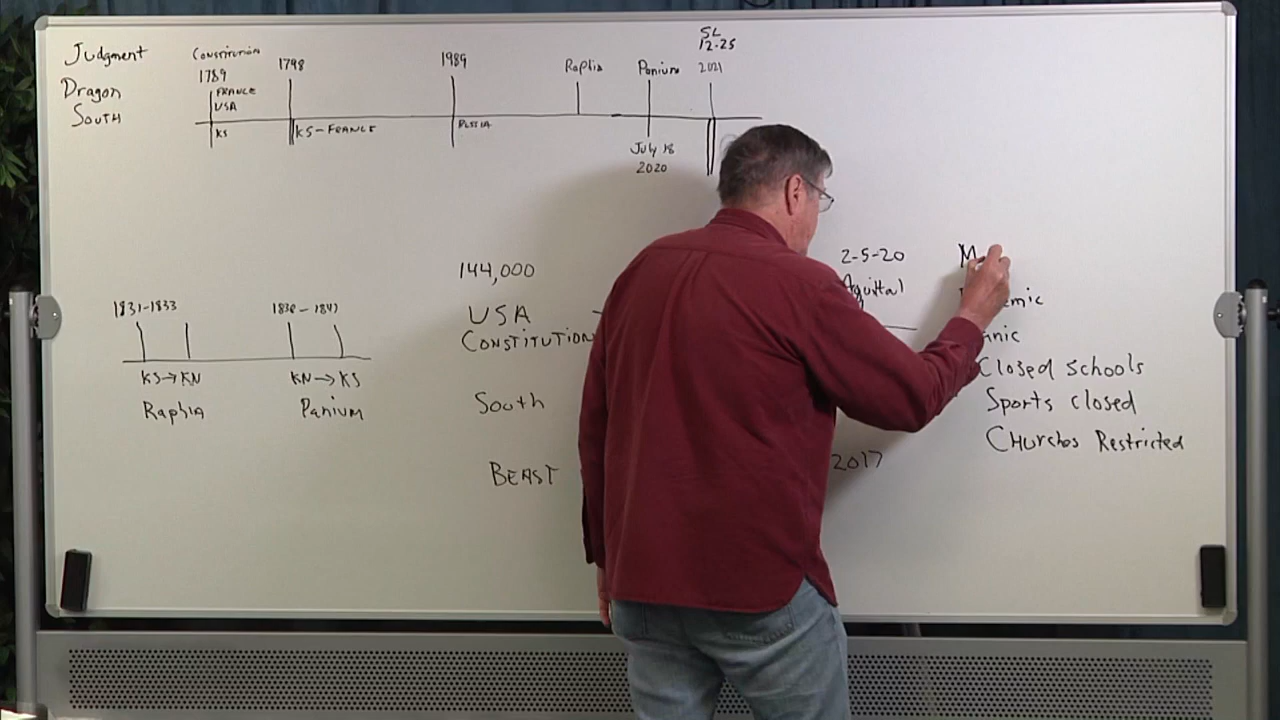 Judgment
Dragon
South
Constitution
1789
FRANCE
USA
KS
1798
KS-FRANCE
1989
RUSSIA
Raphia
Panium
July 18
2020
SL
12-25
2021
1831-1833
KS→KN
Raphia
KN→KS
Panium
144,000
USA
CONSTITUTION
South
BEAST
2-5-20
2017
Closed schools
Sports closed
Churches Restricted